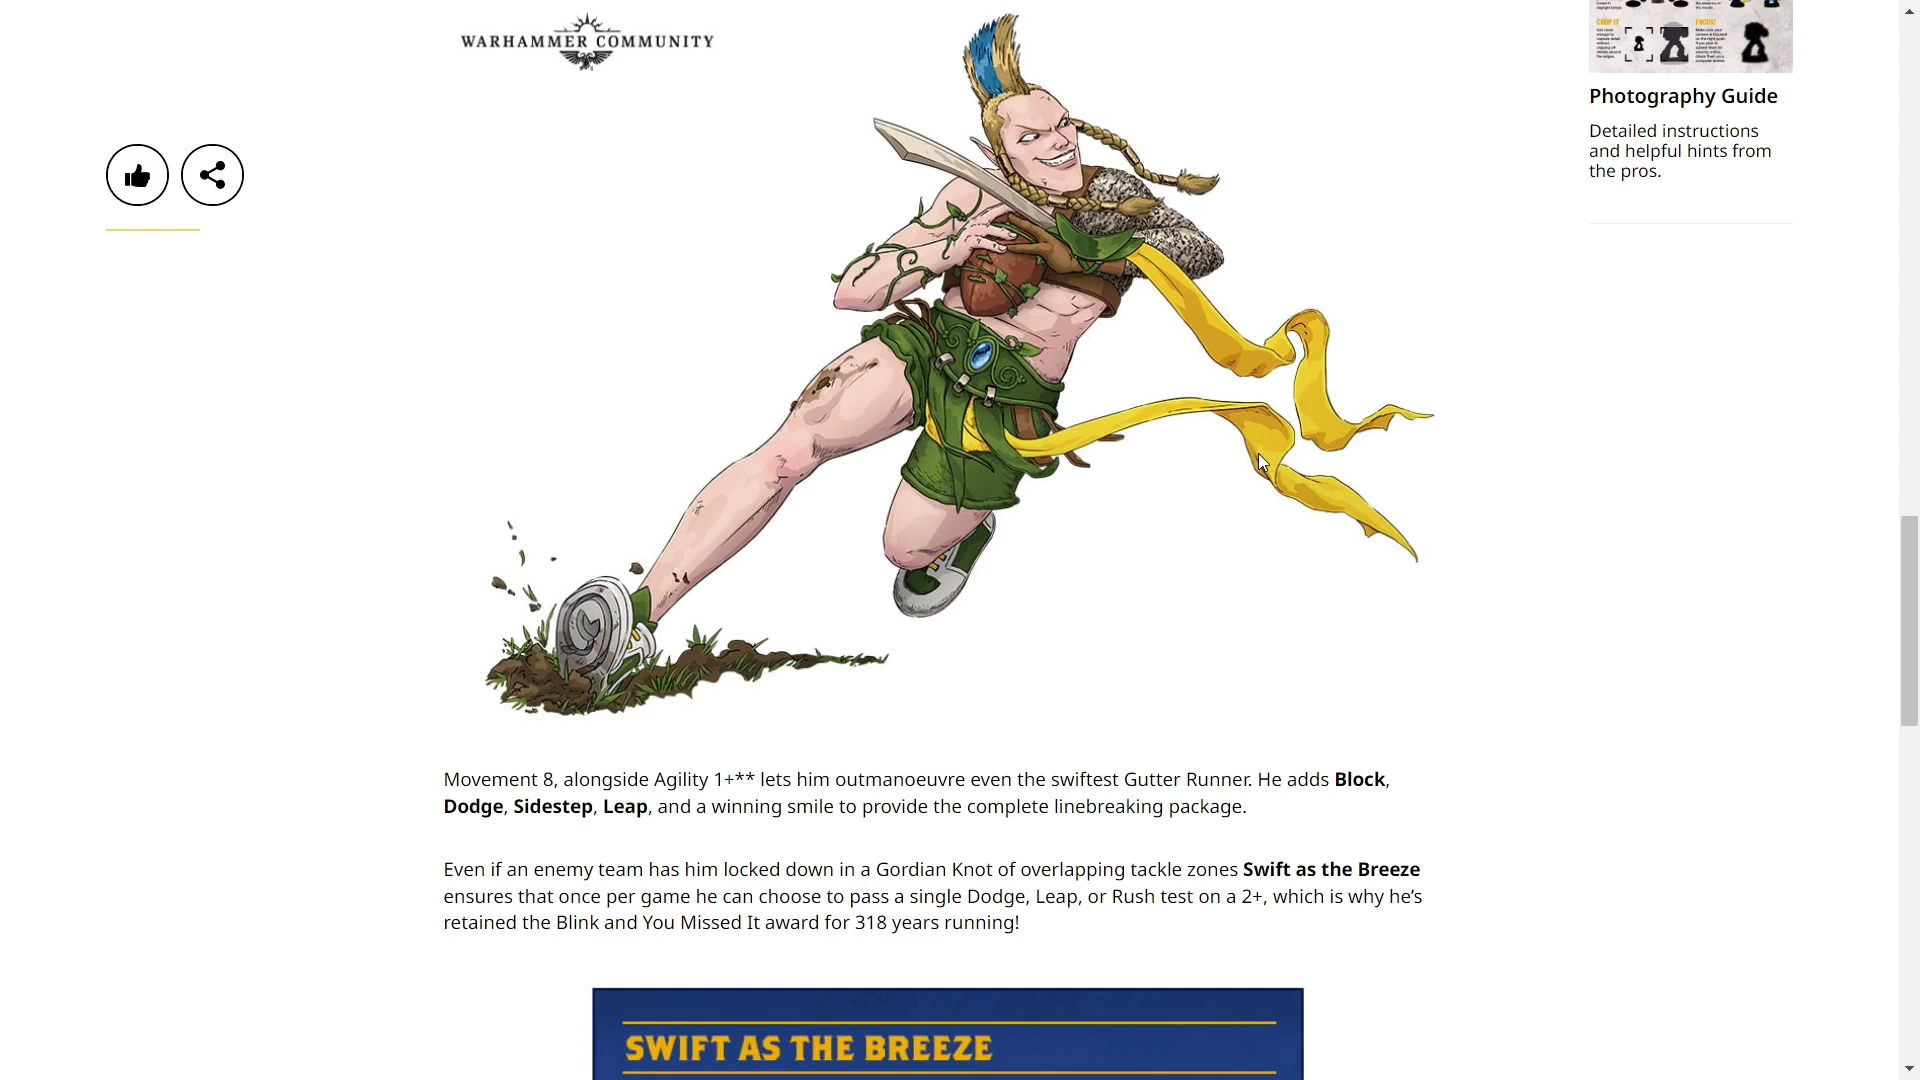 WARHAMMER COMMUNITY
CROP IT
FOCUS!
Photography Guide
Detailed instructions
and helpful hints from
the pros.
Movement 8, alongside Agility 1+** lets him outmanoeuvre even the swiftest Gutter Runner. He adds Block,
Dodge, Sidestep, Leap, and a winning smile to provide the complete linebreaking package.
Even if an enemy team has him locked down in a Gordian Knot of overlapping tackle zones Swift as the Breeze
ensures that once per game he can choose to pass a single Dodge, Leap, or Rush test on a 2+, which is why he’s
retained the Blink and You Missed It award for 318 years running!
SWIFT AS THE BREEZE